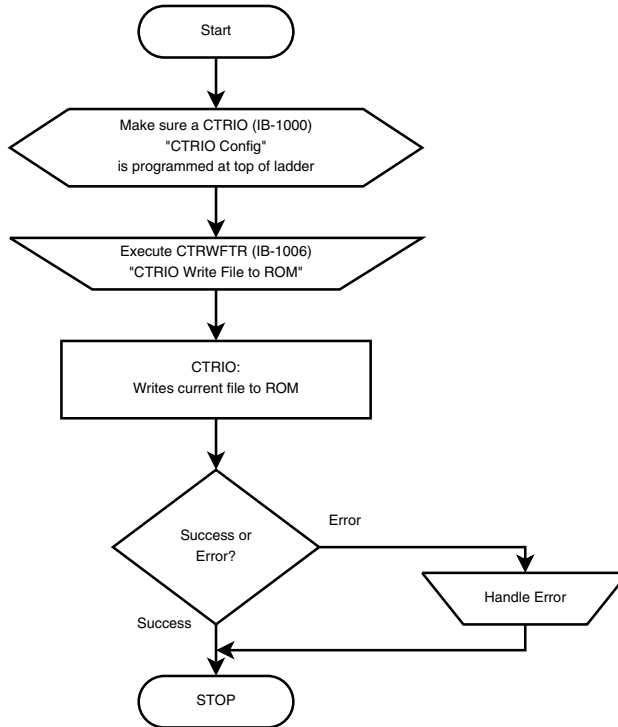 Start
Make sure a CTRIO (IB-1000)
"CTRIO Config"
is programmed at top of ladder
Execute CTRWFTR (IB-1006)
"CTRIO Write File to ROM"
CTRIO:
Writes current file to ROM
Success or
Error?
Error
Handle Error
Success
STOP